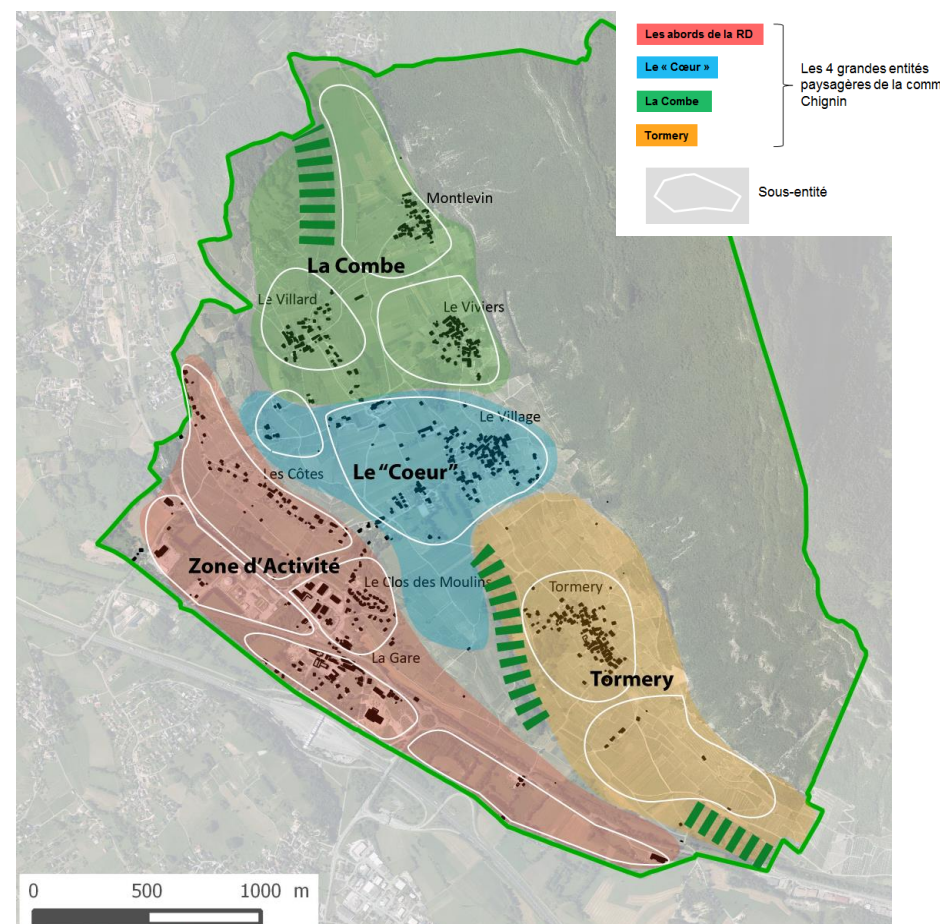 Les abords de la RD
Le « Cœur »
La Combe
Tormery
Les 4 grandes entités
paysagères de la comm
Chignin
Sous-entité
Montlevin
La Combe
Le Villard
Le Viviers
Le Village
Les Côtes
Le “Coeur”
Zone d’Activité
Le Clos des Moulins
Tormery
La Gare
Tormery
0 500 1000 m